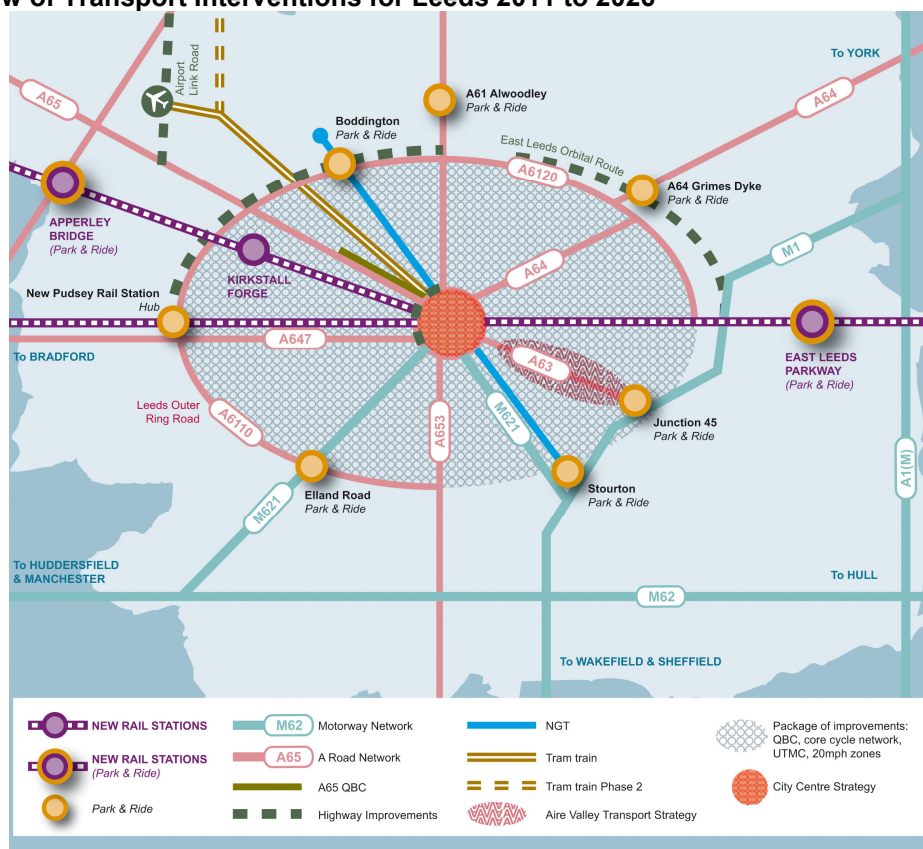 w of Transport Interventions for Leeds 2011 to 2026
To YORK
Airport
Link Road
A65
A61 Alwoodley
Park & Ride
A64
Boddington
Park & Ride
East Leeds Orbital Route
A6120
A64 Grimes Dyke
Park & Ride
APPERLEY
BRIDGE
(Park & Ride)
M1
A64
KIRKSTALL
FORGE
New Pudsey Rail Station
Hub
A647
To BRADFORD
A63
EAST LEEDS
PARKWAY
(Park & Ride)
Leeds Outer
Ring Road
A6110
M621
A653
Junction 45
Park & Ride
A1(M)
Elland Road
Park & Ride
Stourton
Park & Ride
M621
To HUDDERSFIELD
& MANCHESTER
To HULL
M62
To WAKEFIELD & SHEFFIELD
NEW RAIL STATIONS
NEW RAIL STATIONS
(Park & Ride)
Park & Ride
M62 Motorway Network
A65 A Road Network
A65 QBC
Highway Improvements
NGT
Tram train
Tram train Phase 2
Aire Valley Transport Strategy
Package of improvements:
QBC, core cycle network,
UTMC, 20mph zones
City Centre Strategy